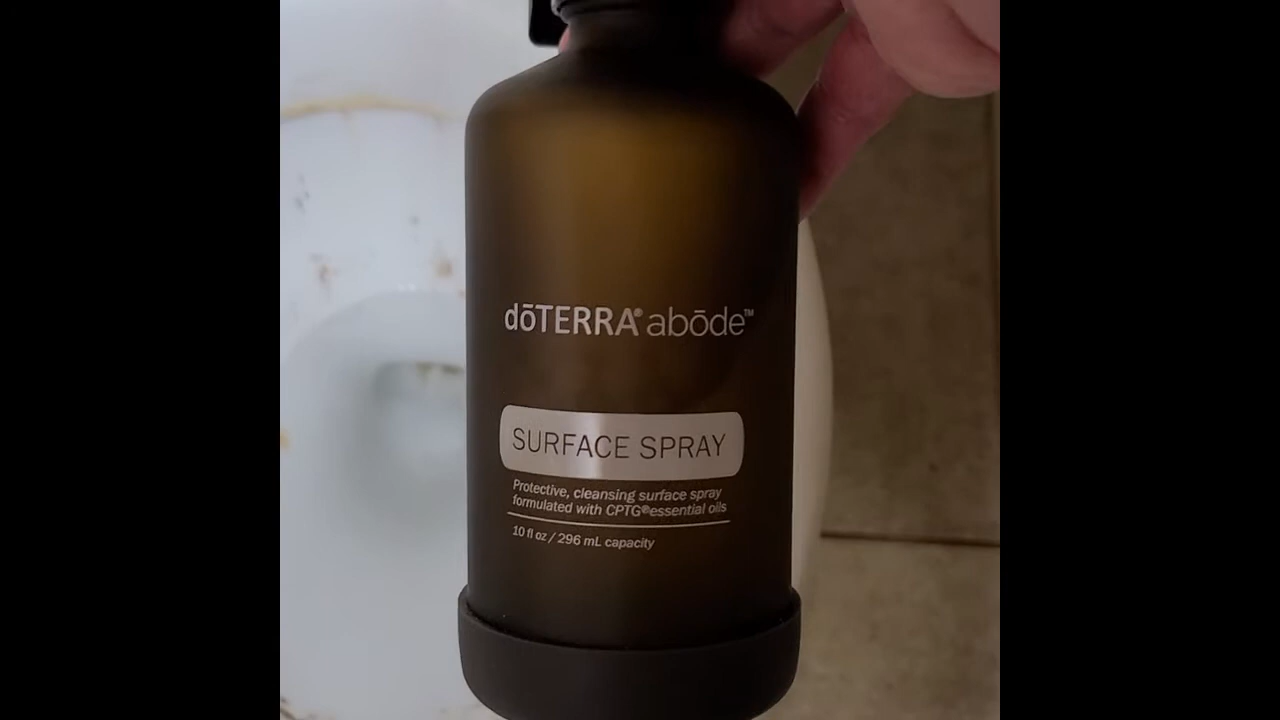 dōTERRA® abōde™
SURFACE SPRAY
Protective, cleansing surface spray
formulated with CPTG® essential oils
10 fl oz / 296 mL capacity